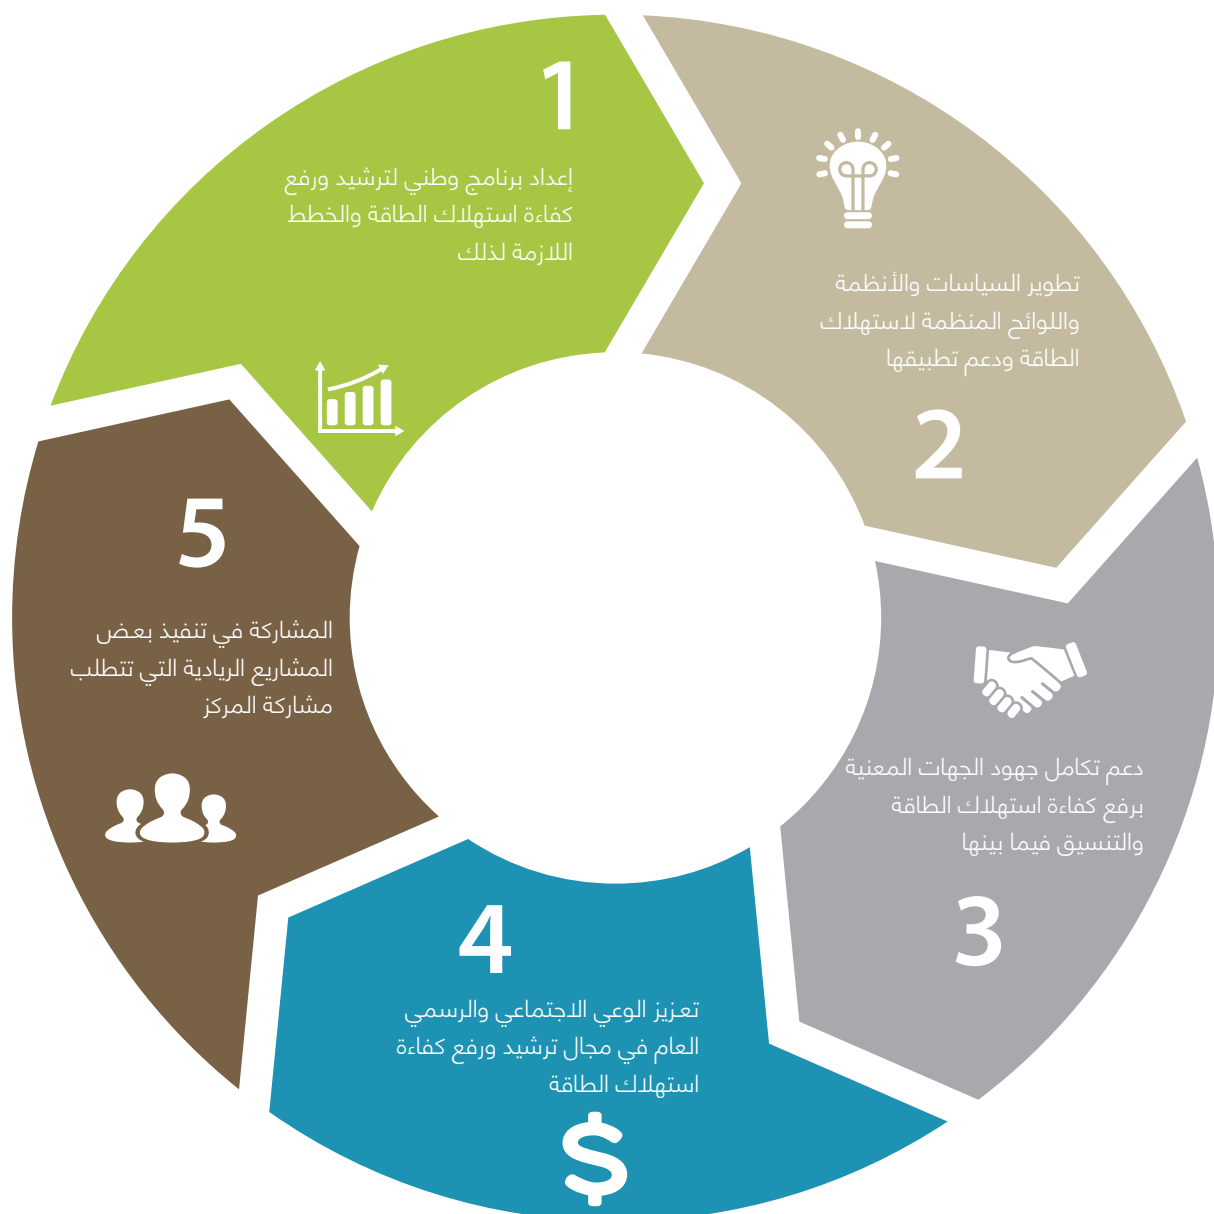 1
إعداد برنامج وطني لترشيد ورفع
كفاءة استهلاك الطاقة والخطط
اللازمة لذلك
تطوير السياسات والأنظمة
واللوائح المنظمة لاستهلاك
الطاقة ودعم تطبيقها
2
دعم تكامل جهود الجهات المعنية
برفع كفاءة استهلاك الطاقة
والتنسيق فيما بينها
3
4
تعزيز الوعي الاجتماعي والرسمي
العام في مجال ترشيد ورفع كفاءة
استهلاك الطاقة
$
5
المشاركة في تنفيذ بعض
المشاريع الريادية التي تتطلب
مشاركة المركز